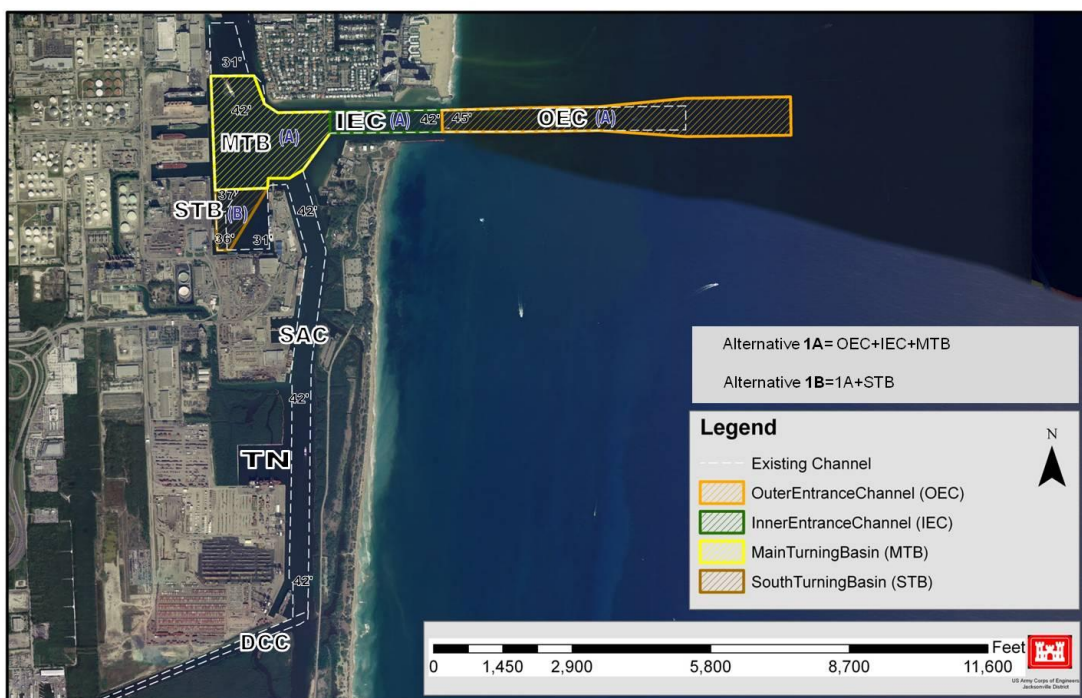 31'
42'
MTB (A)
IEC (A) 42'
45' OEC (A)
37'
STB (B)
36' 31'
42'
SAC
42'
TN
42'
DCC
Alternative 1A= OEC+IEC+MTB
Alternative 1B=1A+STB
Legend
N
Existing Channel
OuterEntranceChannel (OEC)
InnerEntranceChannel (IEC)
MainTurningBasin (MTB)
SouthTurningBasin (STB)
Feet
0 1,450 2,900 5,800 8,700 11,600
US Army Corps of Engineers
Jacksonville District